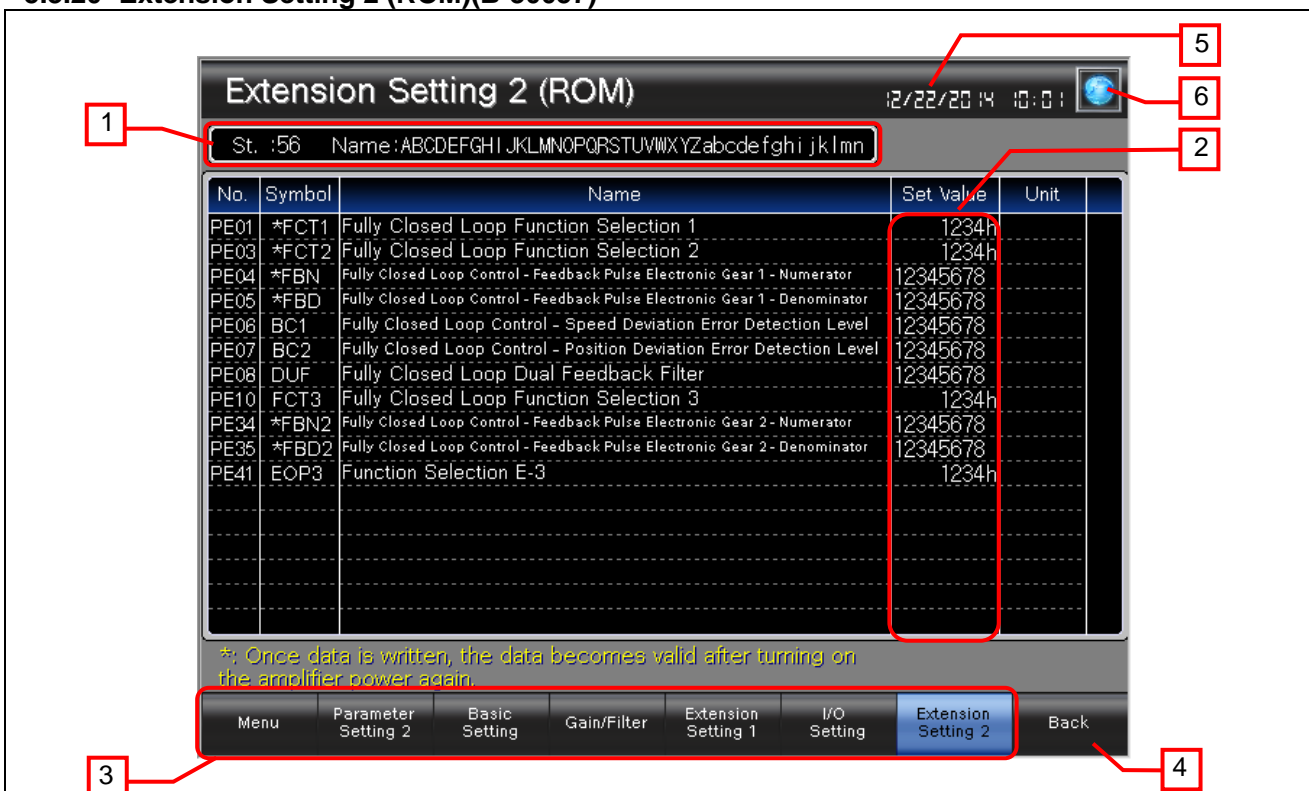 Extension Setting 2 (ROM)
12/22/2014 10:01
St. :56 Name:ABCDEFGHIJKLMNOPQRSTUVWXYZabcdefghijklmn
No. Symbol Name Set Value Unit
PE01 *FCT1 Fully Closed Loop Function Selection 1 1234h
PE03 *FCT2 Fully Closed Loop Function Selection 2 1234h
PE04 *FBN Fully Closed Loop Control - Feedback Pulse Electronic Gear 1 - Numerator 12345678
PE05 *FBD Fully Closed Loop Control - Feedback Pulse Electronic Gear 1 - Denominator 12345678
PE06 BC1 Fully Closed Loop Control - Speed Deviation Error Detection Level 12345678
PE07 BC2 Fully Closed Loop Control - Position Deviation Error Detection Level 12345678
PE08 DUF Fully Closed Loop Dual Feedback Filter 12345678
PE10 FCT3 Fully Closed Loop Function Selection 3 1234h
PE34 *FBN2 Fully Closed Loop Control - Feedback Pulse Electronic Gear 2 - Numerator 12345678
PE35 *FBD2 Fully Closed Loop Control - Feedback Pulse Electronic Gear 2 - Denominator 12345678
PE41 EOP3 Function Selection E-3 1234h
*: Once data is written, the data becomes valid after turning on
the amplifier power again.
Menu
Parameter
Setting 2
Basic
Setting
Gain/Filter
Extension
Setting 1
I/O
Setting
Extension
Setting 2
Back
1
5
6
2
3
4